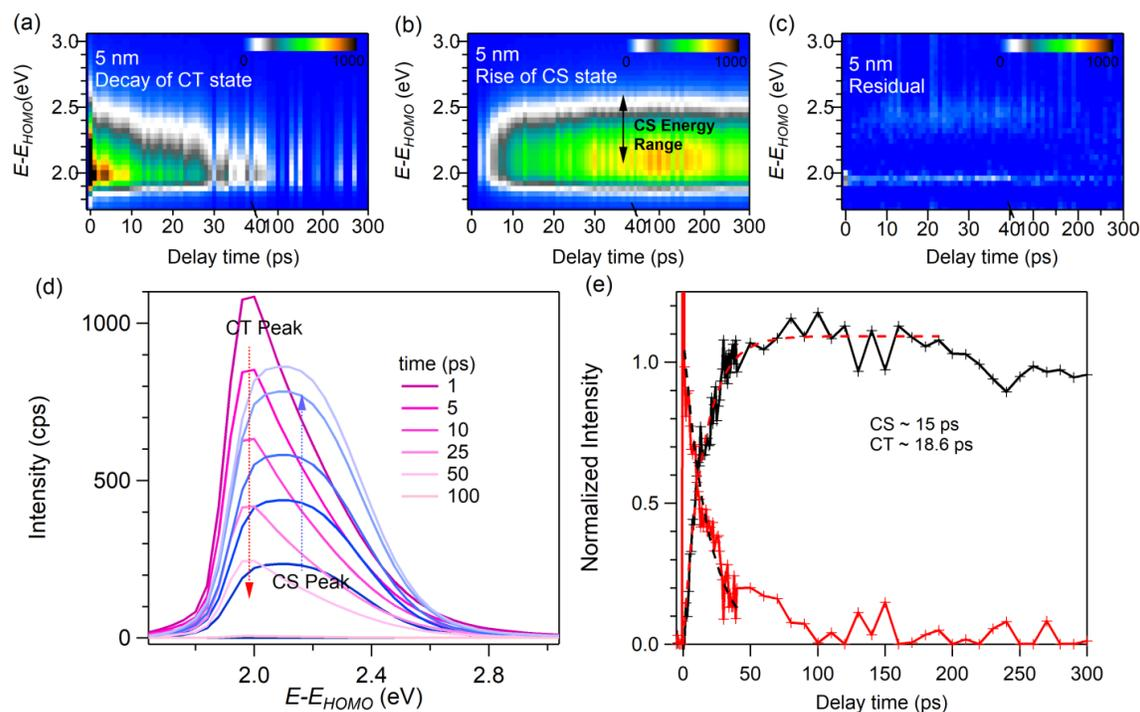 (a)
3.0
2.5
2.0
E-E_HOMO(eV)
5 nm
Decay of CT state
0 1000
0 10 20 30 40 100 200 300
Delay time (ps)
(b)
3.0
2.5
2.0
E-E_HOMO (eV)
5 nm
Rise of CS state
0 1000
CS Energy
Range
0 10 20 30 40 100 200 300
Delay time (ps)
(c)
3.0
2.5
2.0
E-E_HOMO (eV)
5 nm
Residual
0 1000
0 10 20 30 40 100 200 300
Delay time (ps)
(d)
1000
500
0
Intensity (cps)
CT Peak
CS Peak
time (ps)
1
5
10
25
50
100
2.0 2.4 2.8
E-E_HOMO (eV)
(e)
1.0
0.5
0.0
Normalized Intensity
CS ~ 15 ps
CT ~ 18.6 ps
0 50 100 150 200 250 300
Delay time (ps)